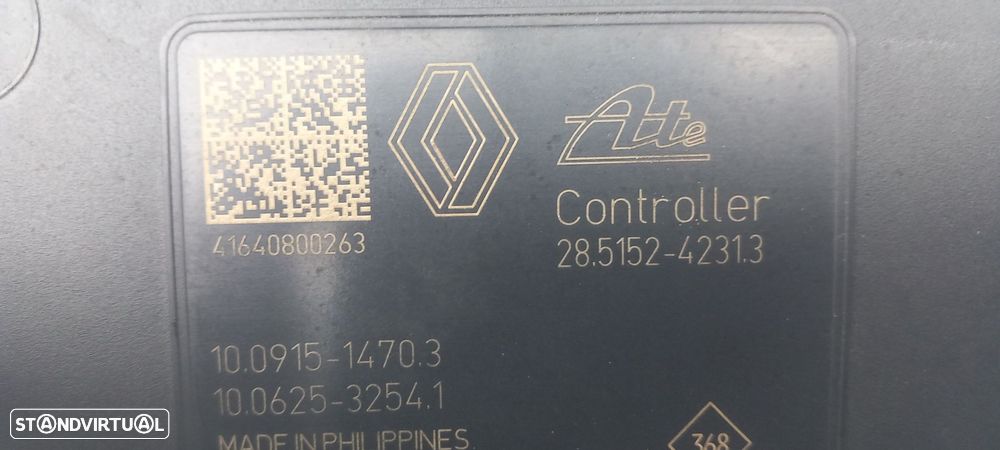 Ate
41640800263
Controller
28.5152-4231.3
10.0915-1470.3
10.0625-3254.1
MADE IN PHILIPPINES
368
STANDVIRTUAL